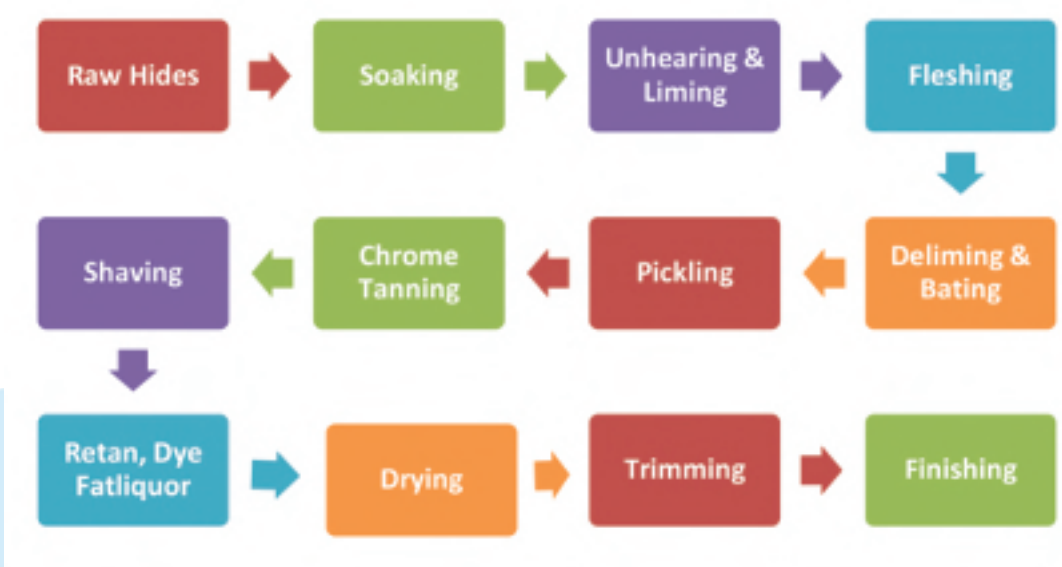 Raw Hides
Soaking
Unhearing &
Liming
Fleshing
Deliming &
Bating
Pickling
Chrome
Tanning
Shaving
Retan, Dye
Fatliquor
Drying
Trimming
Finishing